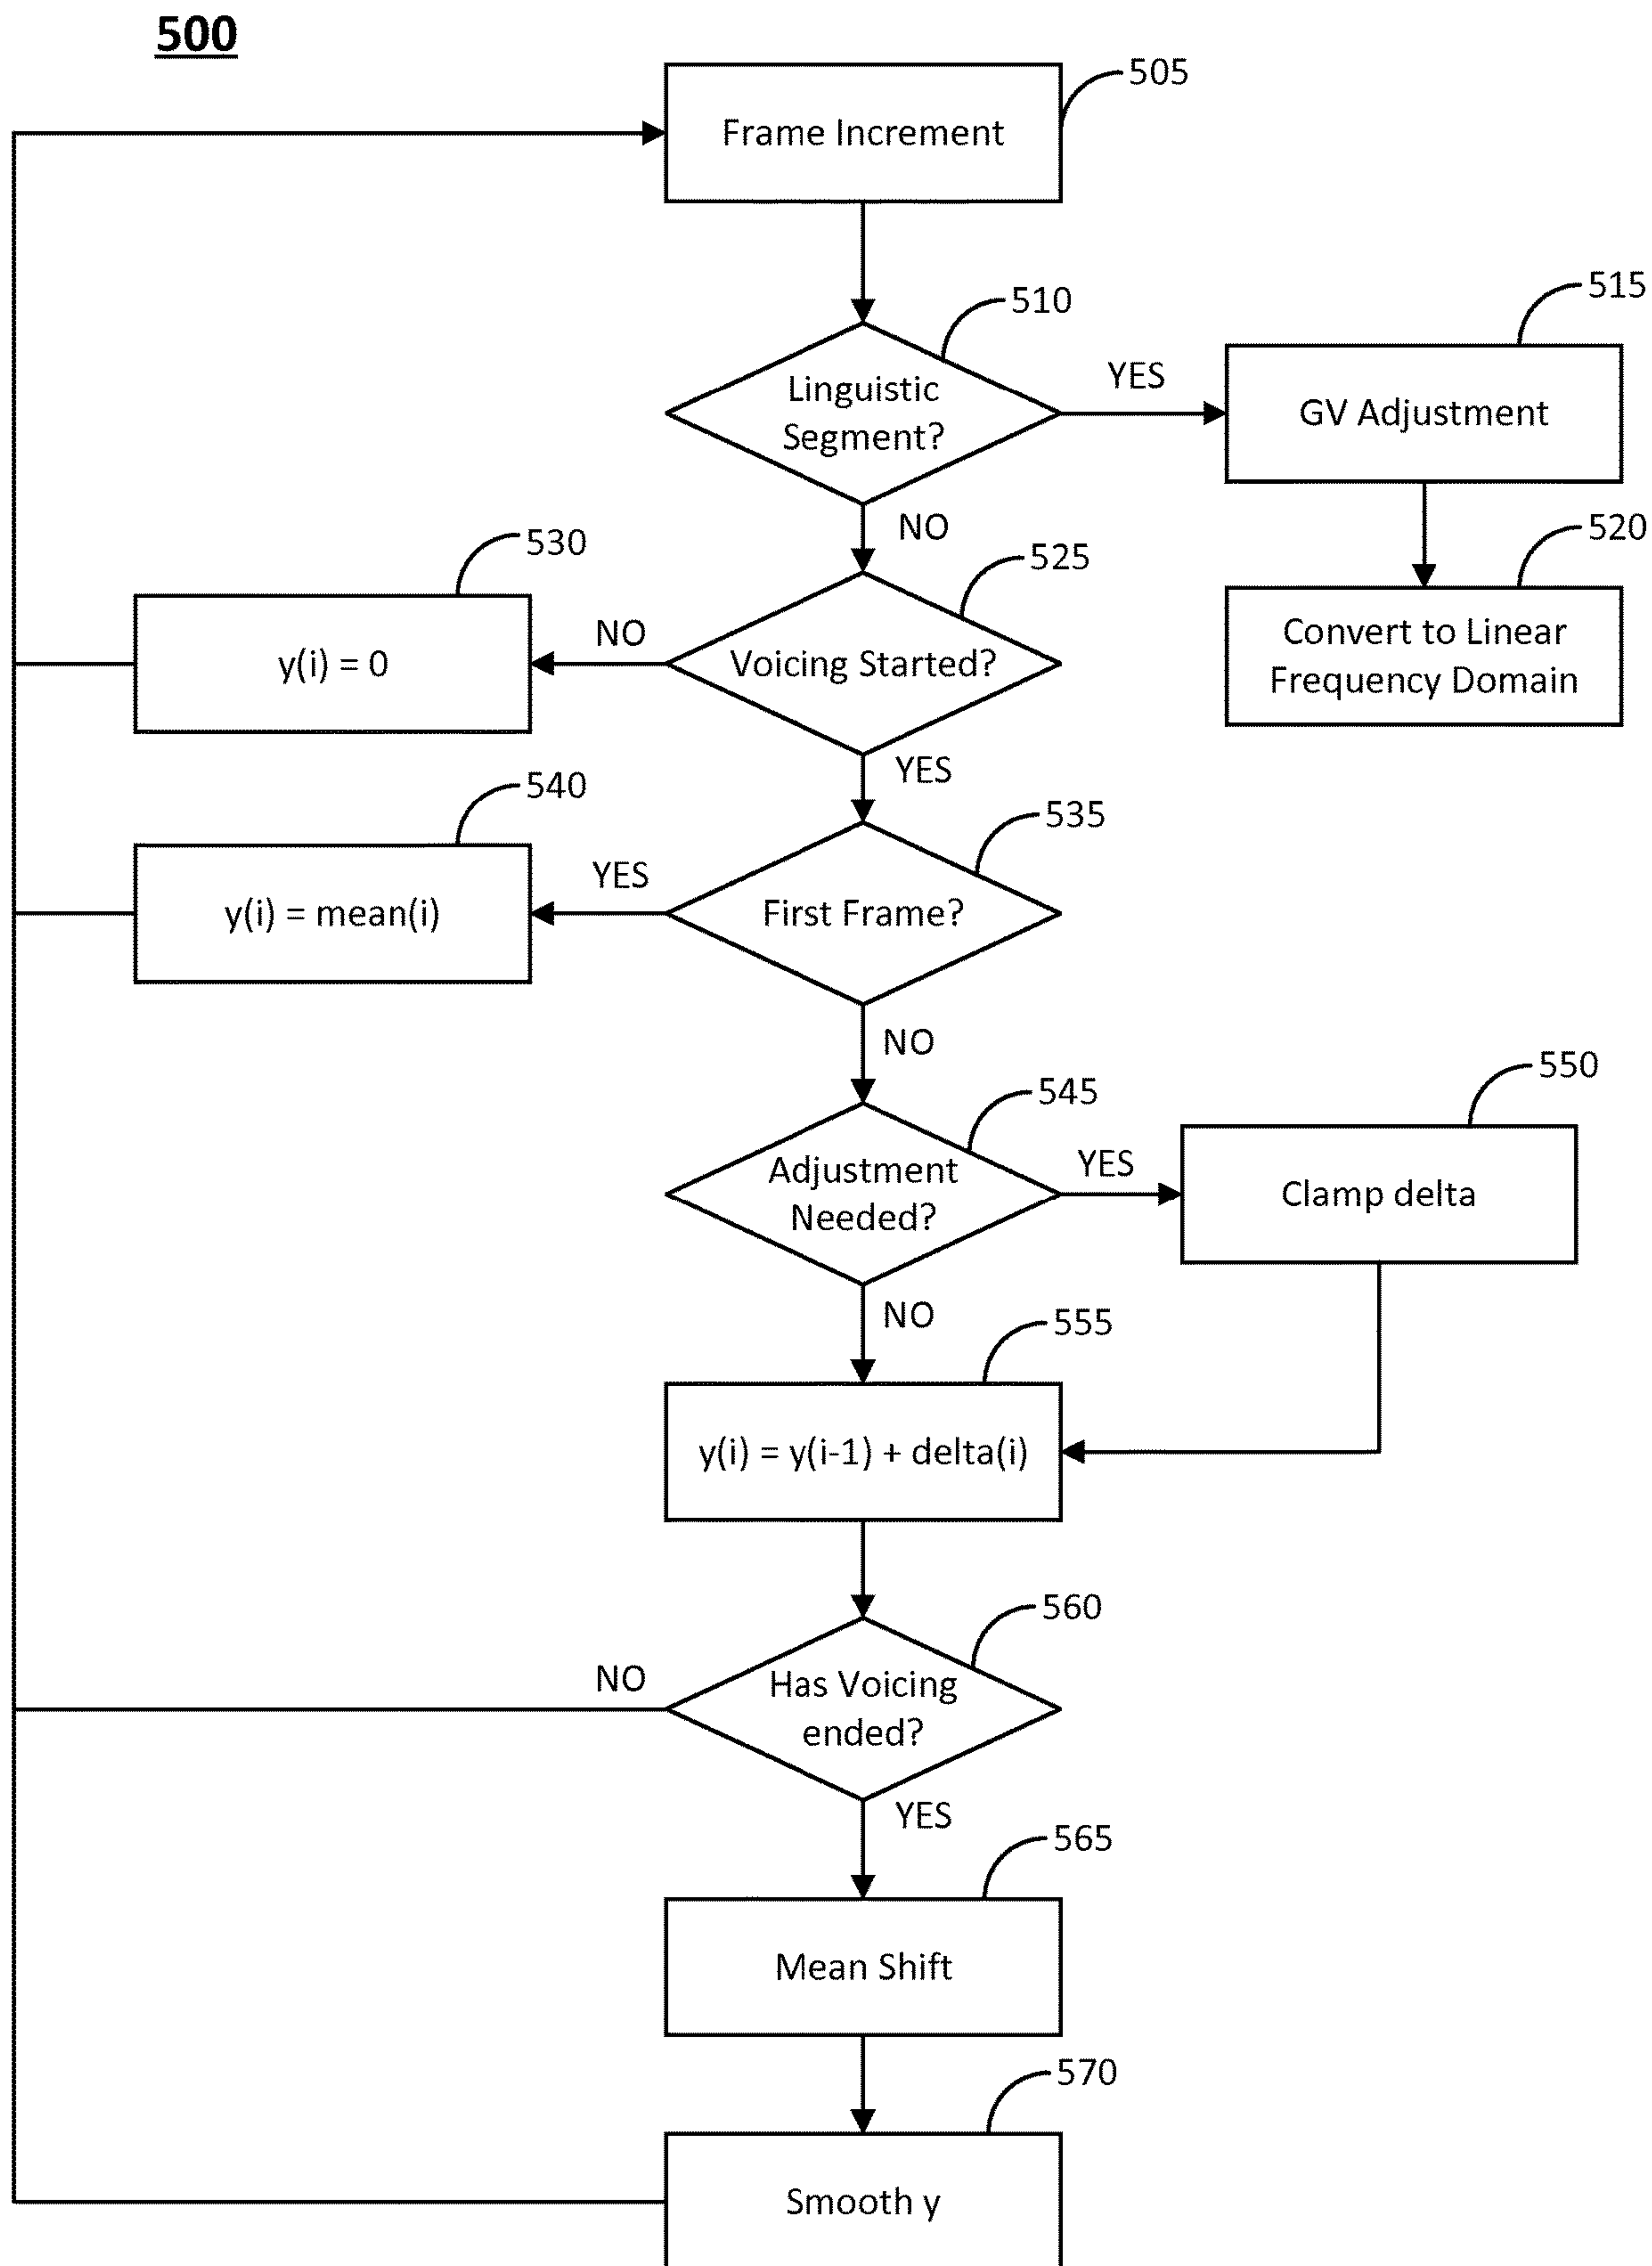 500
505
Frame Increment
510
515
Linguistic
Segment?
YES
GV Adjustment
NO
520
530
525
Convert to Linear
Frequency Domain
y(i) = 0
NO
Voicing Started?
YES
540
535
y(i) = mean(i)
YES
First Frame?
NO
550
545
Adjustment
Needed?
YES
Clamp delta
NO
555
y(i) = y(i-1) + delta(i)
560
NO
Has Voicing
ended?
YES
565
Mean Shift
570
Smooth y